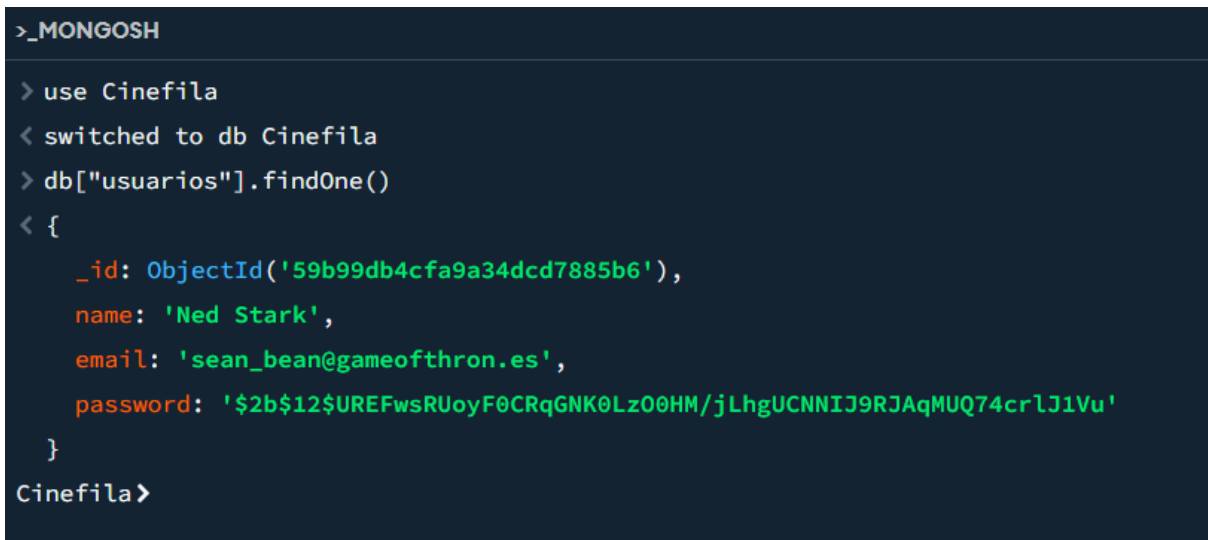 >_MONGOSH
> use Cinefila
< switched to db Cinefila
> db["usuarios"].findOne()
< {
_id: ObjectId('59b99db4cfa9a34dcd7885b6'),
name: 'Ned Stark',
email: 'sean_bean@gameofthron.es',
password: '$2b$12$UREFwsRUoyF0CRqGNK0LzO0HM/jLhgUCNNIJ9RJAqMUQ74crlJ1Vu'
}
Cinefila>